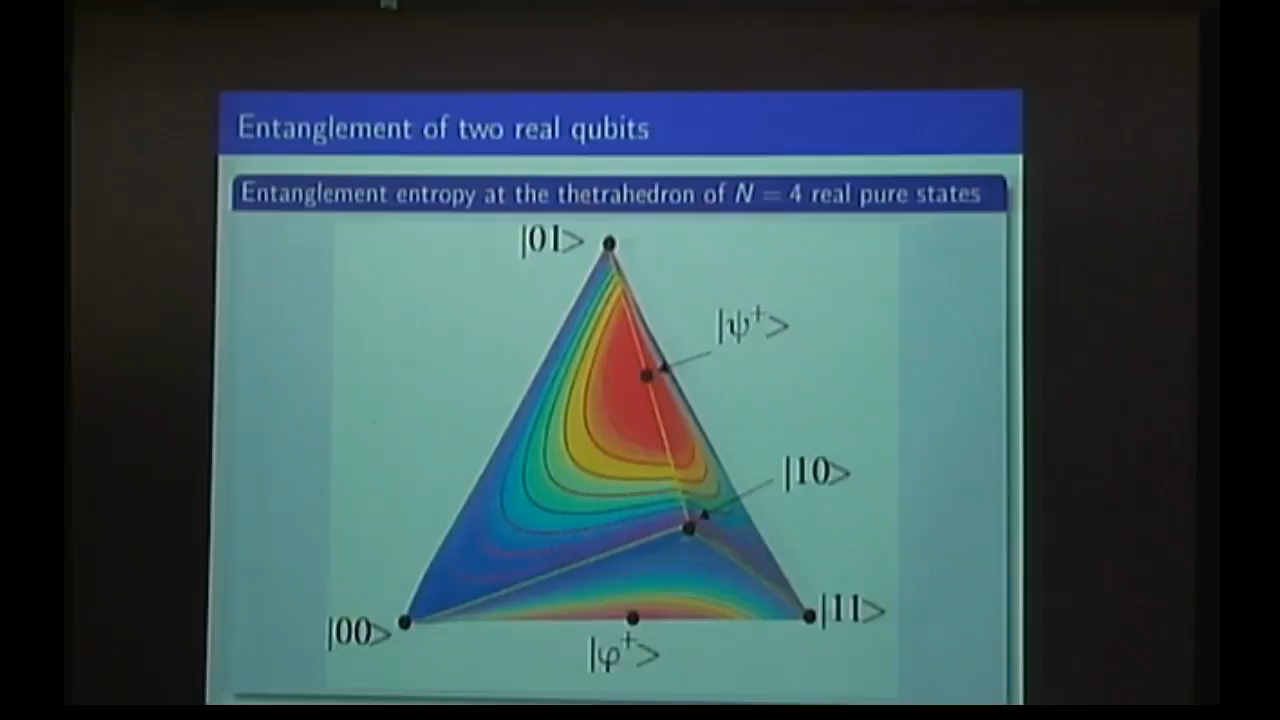 Entanglement of two real qubits
Entanglement entropy at the thetrahedron of N = 4 real pure states
|01>
|ψ⁺>
|10>
|00>
|11>
|φ⁺>